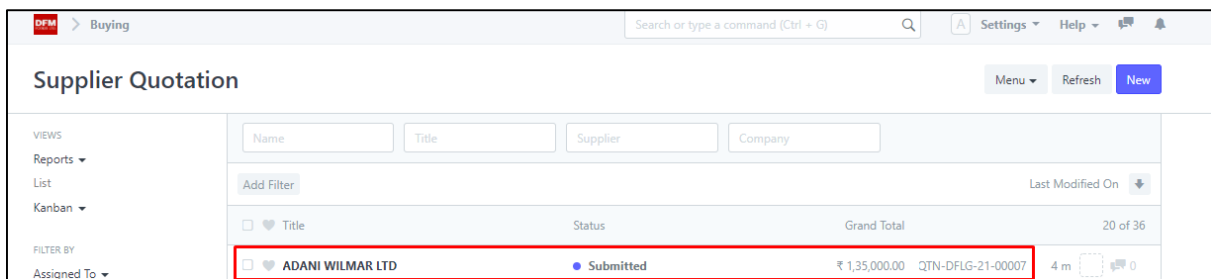 DFM > Buying
Search or type a command (Ctrl + G)
A Settings Help
Supplier Quotation
Menu Refresh New
VIEWS
Reports
List
Kanban
FILTER BY
Assigned To
Name Title Supplier Company
Add Filter Last Modified On
Title Status Grand Total 20 of 36
ADANI WILMAR LTD Submitted ₹ 1,35,000.00 QTN-DFLG-21-00007 4 m 0